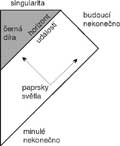 singularita
budoucí
nekonečno
černá
díra
horizont
událostí
paprsky
světla
minulé
nekonečno